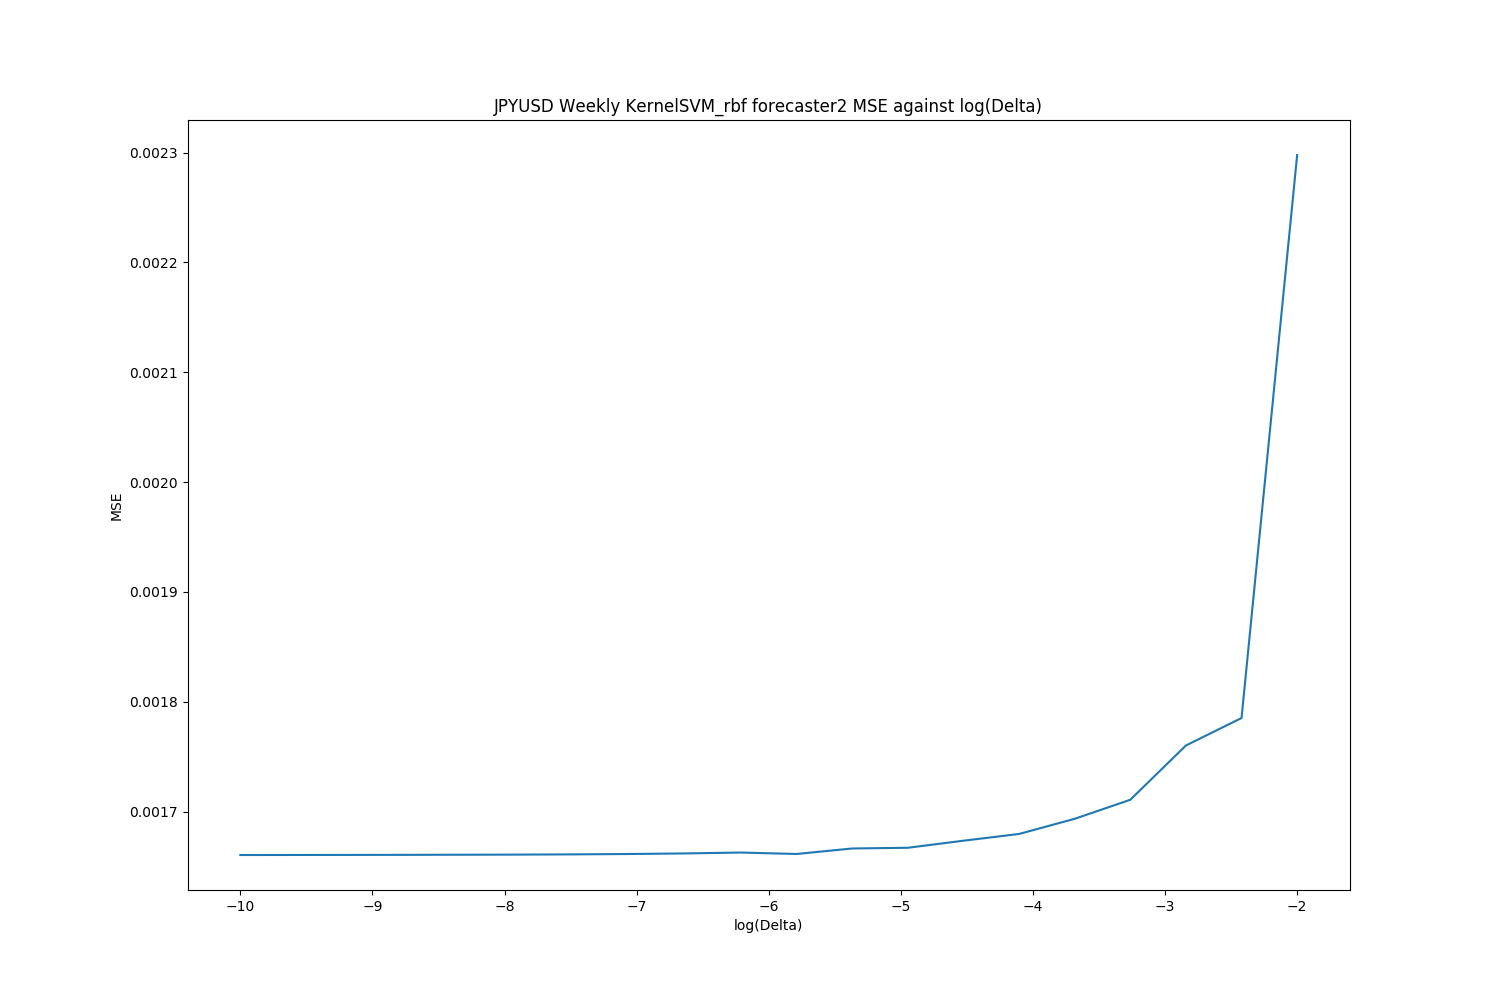 JPYUSD Weekly KernelSVM_rbf forecaster2 MSE against log(Delta)
0.0023
0.0022
0.0021
0.0020
0.0019
0.0018
0.0017
MSE
−10 −9 −8 −7 −6 −5 −4 −3 −2
log(Delta)